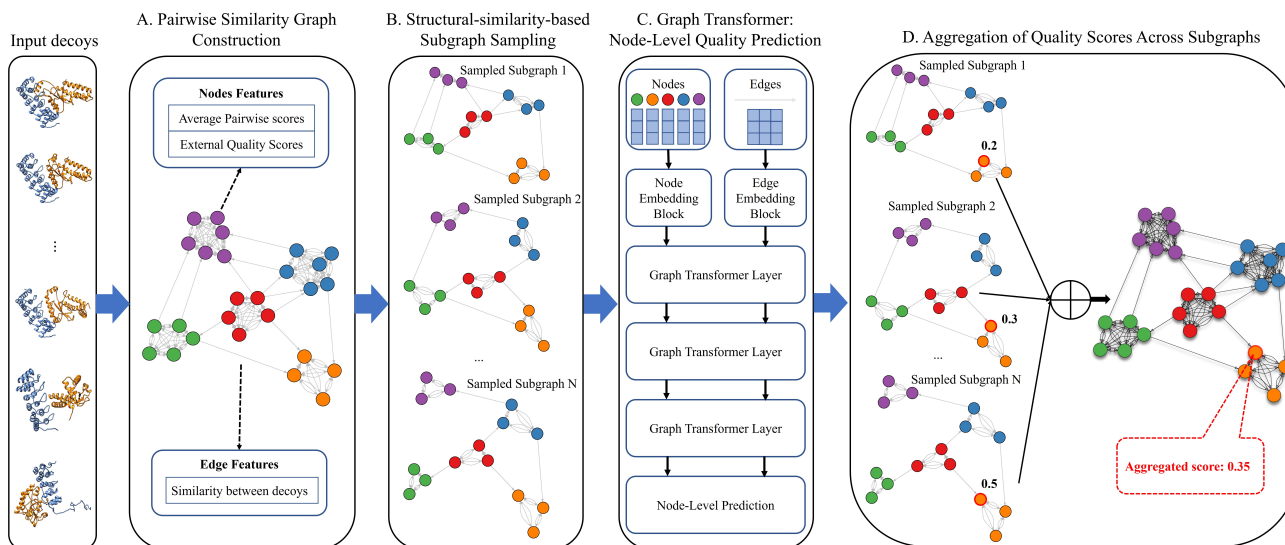 Input decoys
...
A. Pairwise Similarity Graph
Construction
Nodes Features
Average Pairwise scores
External Quality Scores
Edge Features
Similarity between decoys
B. Structural-similarity-based
Subgraph Sampling
Sampled Subgraph 1
Sampled Subgraph 2
...
Sampled Subgraph N
C. Graph Transformer:
Node-Level Quality Prediction
Nodes
Edges
Node
Embedding
Block
Edge
Embedding
Block
Graph Transformer Layer
Graph Transformer Layer
Graph Transformer Layer
Node-Level Prediction
D. Aggregation of Quality Scores Across Subgraphs
Sampled Subgraph 1
0.2
Sampled Subgraph 2
0.3
...
Sampled Subgraph N
0.5
Aggregated score: 0.35